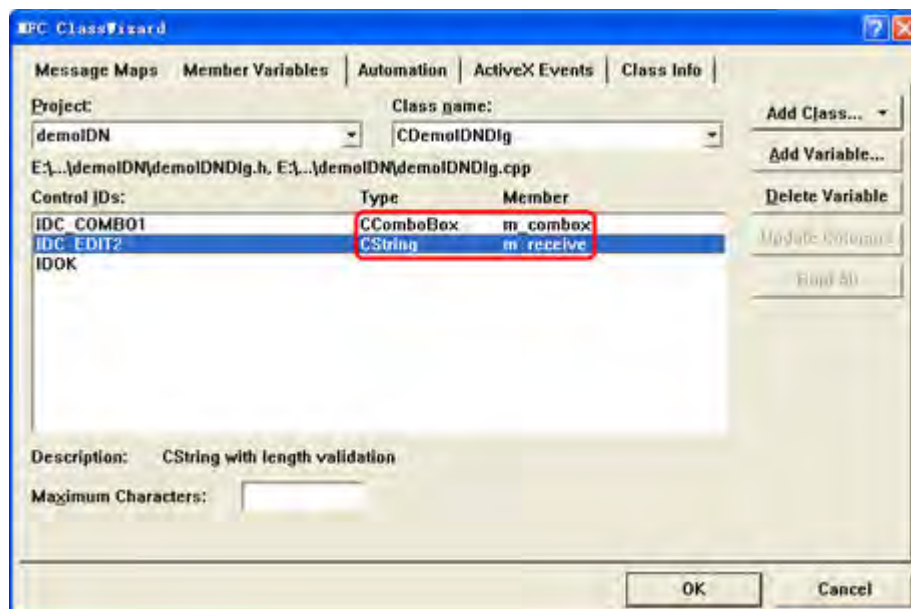 MFC ClassWizard
Message Maps Member Variables Automation ActiveX Events Class Info
Project: Class name:
demoIDN CDemoIDNDlg
Add Class...
E:\...\demoIDN\demoIDNDlg.h, E:\...\demoIDN\demoIDNDlg.cpp
Add Variable...
Control IDs: Type Member
Delete Variable
IDC_COMBO1 CComboBox m_combox
IDC_EDIT2 CString m_receive
Update Columns
IDOK
Bind All
Description: CString with length validation
Maximum Characters:
OK Cancel